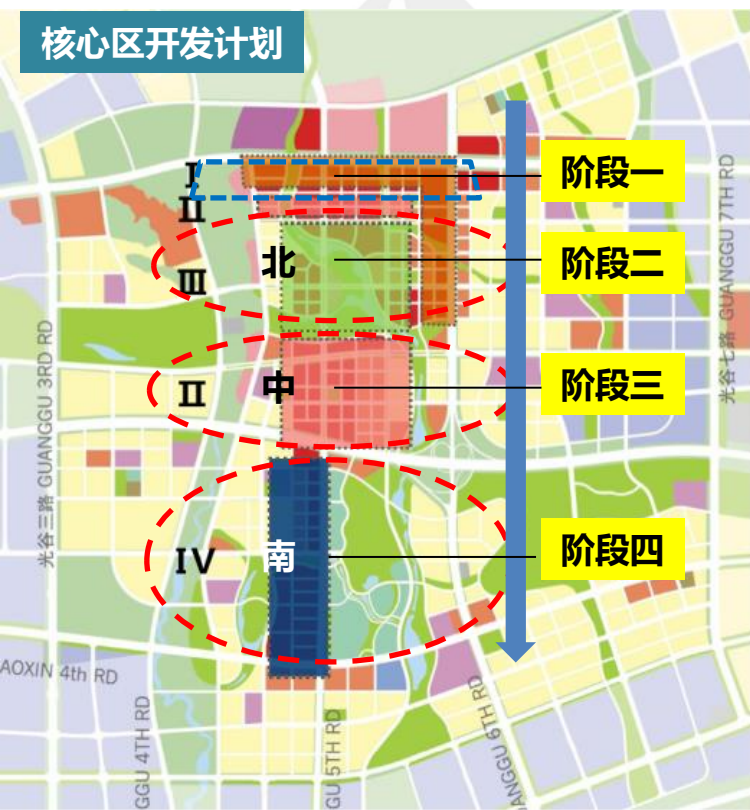 核心区开发计划
I
阶段一
II
北
阶段二
III
II
中
阶段三
IV
南
阶段四
光谷三路 GUANGGU 3RD RD
光谷七路 GUANGGU 7TH RD
AOXIN 4th RD
GGU 4TH RD
GU 5TH RD
ANGGU 6TH RD